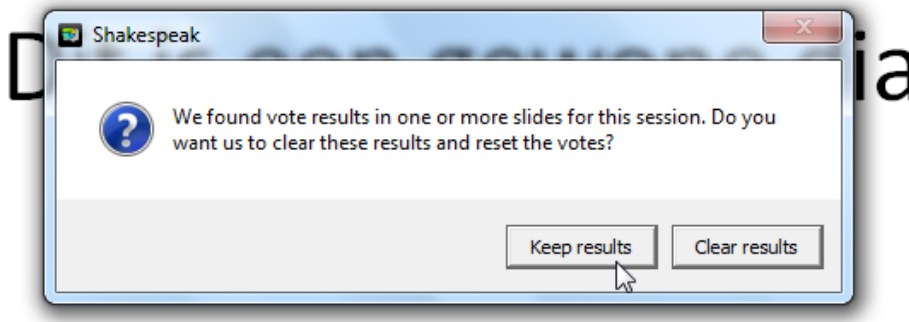 Shakespeak
We found vote results in one or more slides for this session. Do you
want us to clear these results and reset the votes?
Keep results
Clear results